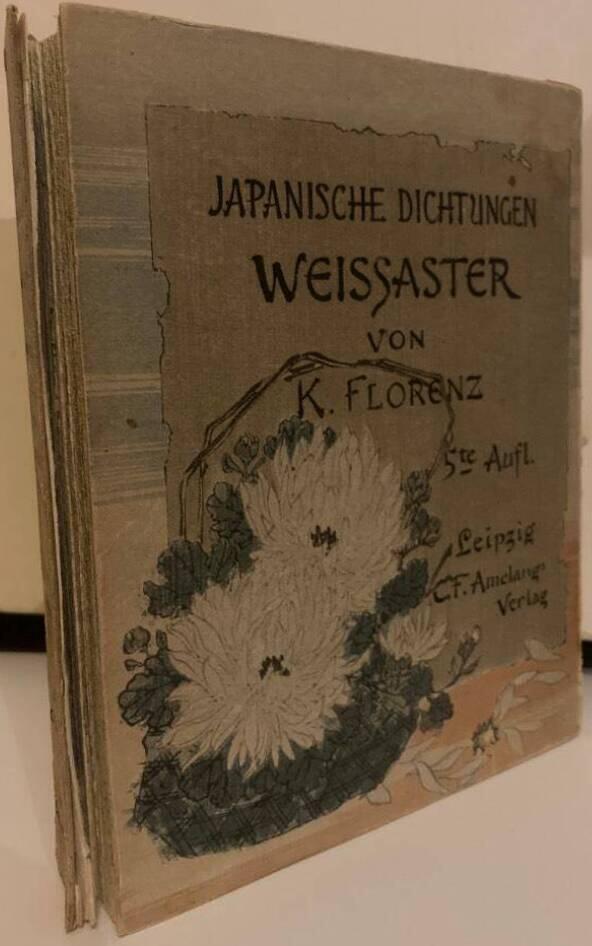 JAPANISCHE DICHTUNGEN
WEISSASTER
VON
K. FLORENZ
5te Aufl.
Leipzig
C.F. Amelangs
Verlag